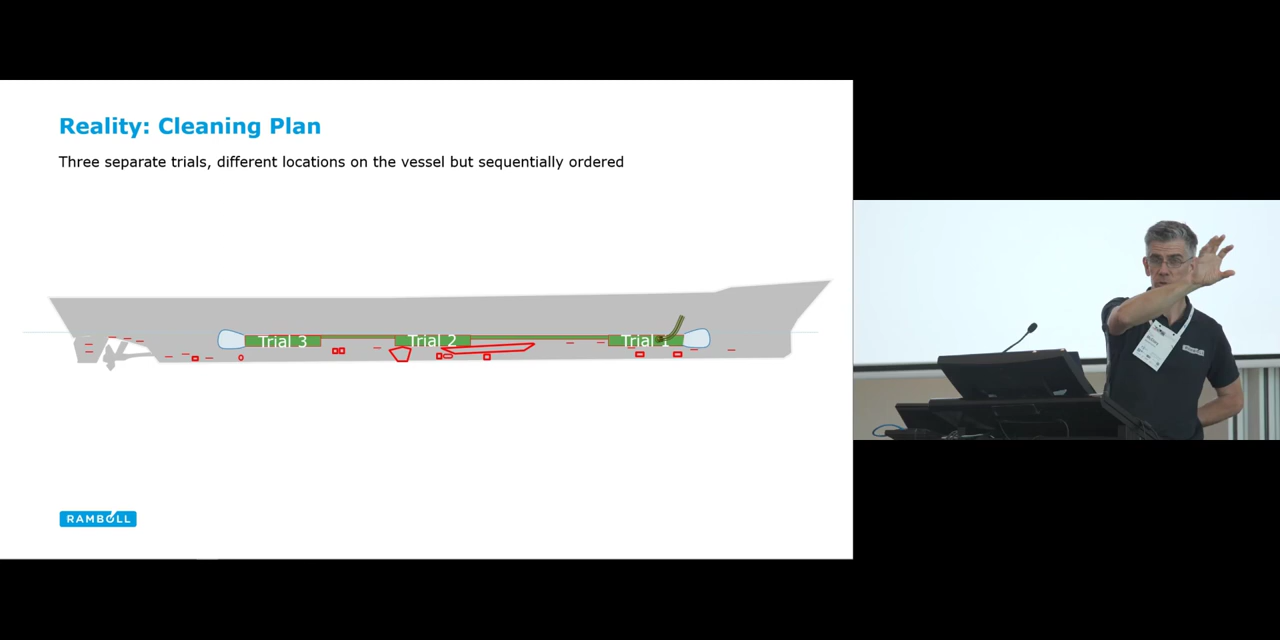 Reality: Cleaning Plan
Three separate trials, different locations on the vessel but sequentially ordered
Trial 3
Trial 2
Trial 1
RAMBOLL